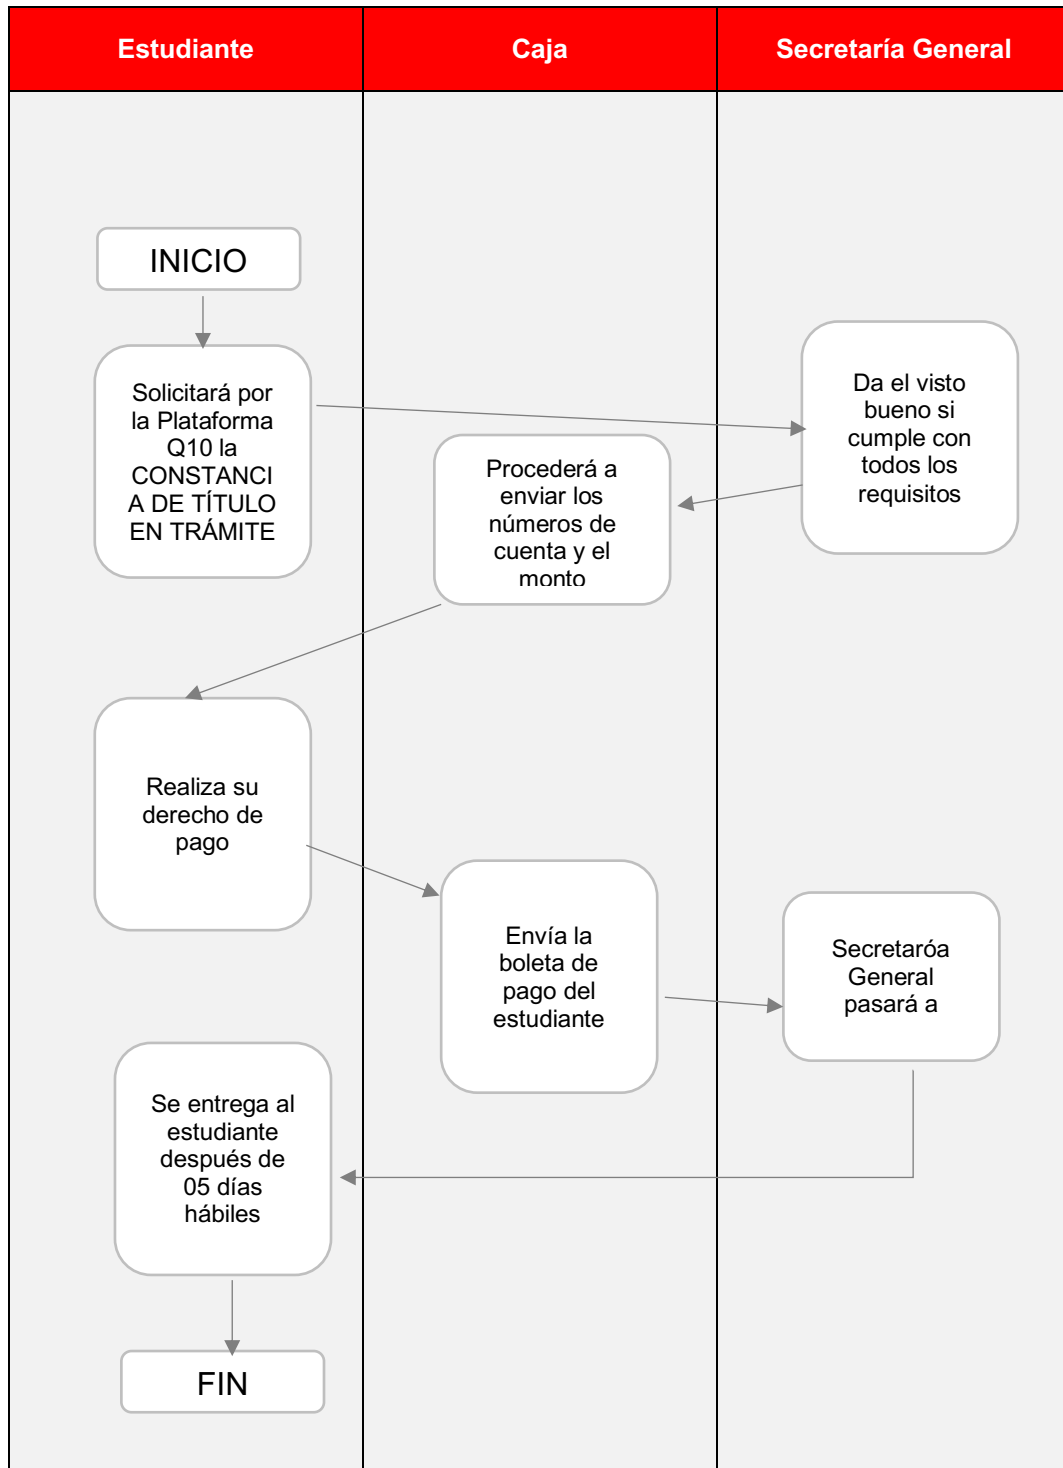 Estudiante
Caja
Secretaría General
INICIO
Solicitará por
la Plataforma
Q10 la
CONSTANCI
A DE TÍTULO
EN TRÁMITE
Da el visto
bueno si
cumple con
todos los
requisitos
Procederá a
enviar los
números de
cuenta y el
monto
Realiza su
derecho de
pago
Envía la
boleta de
pago del
estudiante
Secretaróa
General
pasará a
Se entrega al
estudiante
después de
05 días
hábiles
FIN